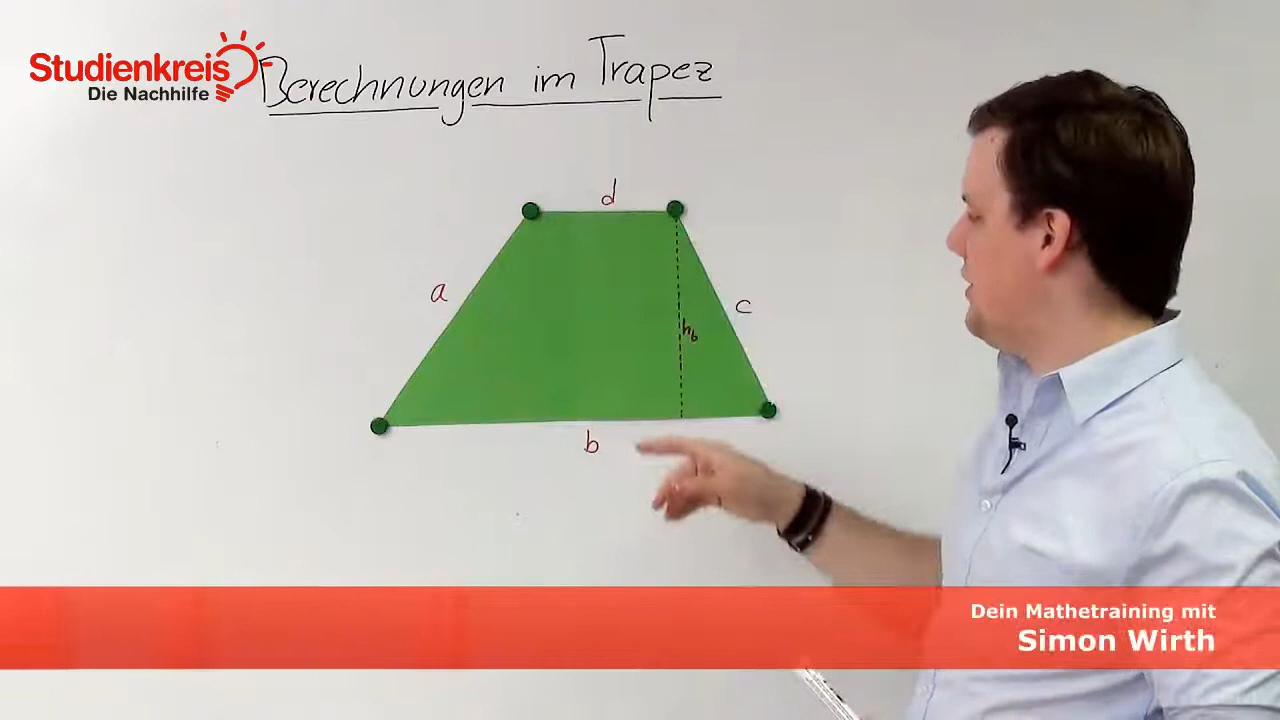 Studienkreis
Die Nachhilfe
Berechnungen im Trapez
d
a
c
h_b
b
Dein Mathetraining mit
Simon Wirth